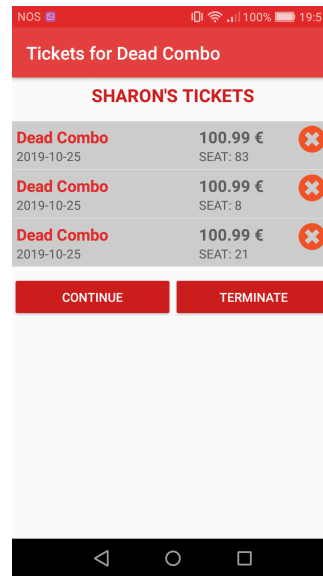 NOS 100% 19:5
Tickets for Dead Combo
SHARON'S TICKETS
Dead Combo 100.99 €
2019-10-25 SEAT: 83
Dead Combo 100.99 €
2019-10-25 SEAT: 8
Dead Combo 100.99 €
2019-10-25 SEAT: 21
CONTINUE TERMINATE